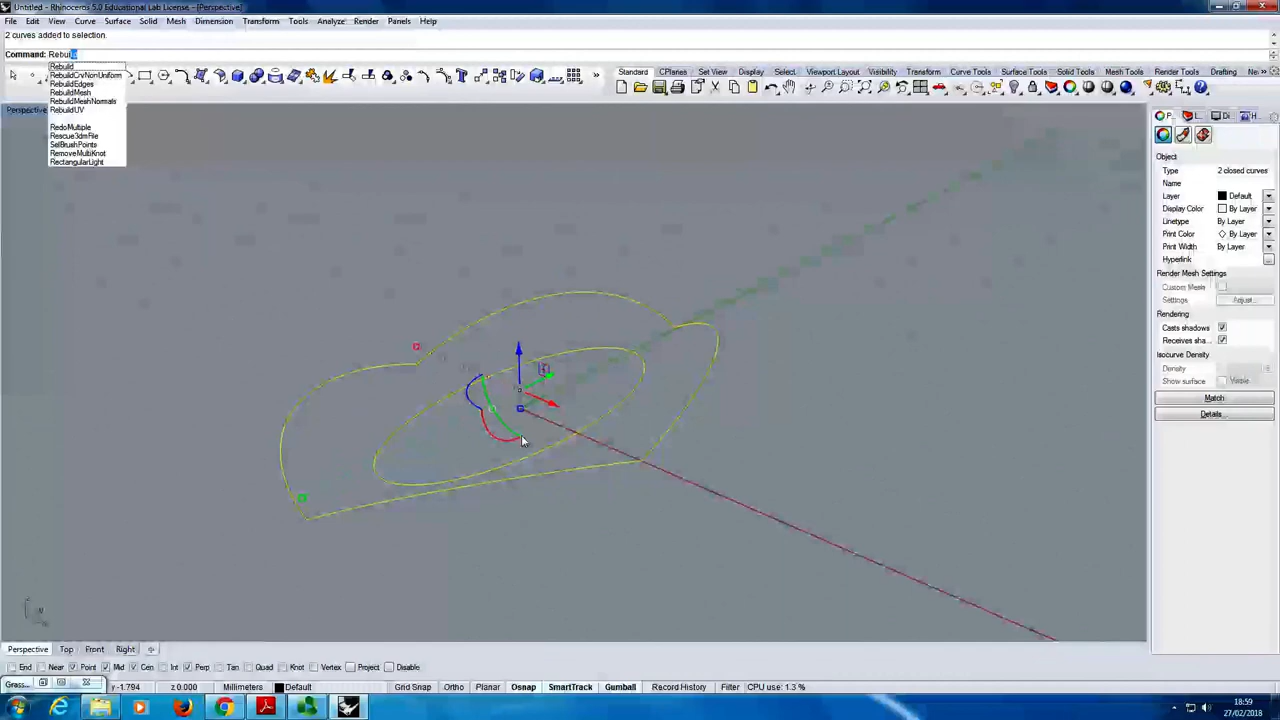 Untitled - Rhinoceros 5.0 Educational Lab License - [Perspective]
File Edit View Curve Surface Solid Mesh Dimension Transform Tools Analyze Render Panels Help
2 curves added to selection.
Command: Rebuild
Rebuild
RebuildCrvNonUniform
RebuildEdges
RebuildMesh
RebuildMeshNormals
RebuildUV
RedoMultiple
Rescue3dmFile
SelBrushPoints
RemoveMultiKnot
RectangularLight
Standard CPlanes Set View Display Select Viewport Layout Visibility Transform Curve Tools Surface Tools Solid Tools Mesh Tools Render Tools Drafting New
Perspective
P... L... Di H...
Object
Type 2 closed curves
Name
Layer Default
Display Color By Layer
Linetype By Layer
Print Color By Layer
Print Width By Layer
Hyperlink ...
Render Mesh Settings
Custom Mesh
Settings Adjust...
Rendering
Casts shadows
Receives sha...
Isocurve Density
Density
Show surface Visible
Match
Details...
Perspective Top Front Right
End Near Point Mid Cen Int Perp Tan Quad Knot Vertex Project Disable
Grass...
y -1.794 z 0.000 Millimeters Default Grid Snap Ortho Planar Osnap SmartTrack Gumball Record History Filter CPU use: 1.3 %
18:59
27/02/2018